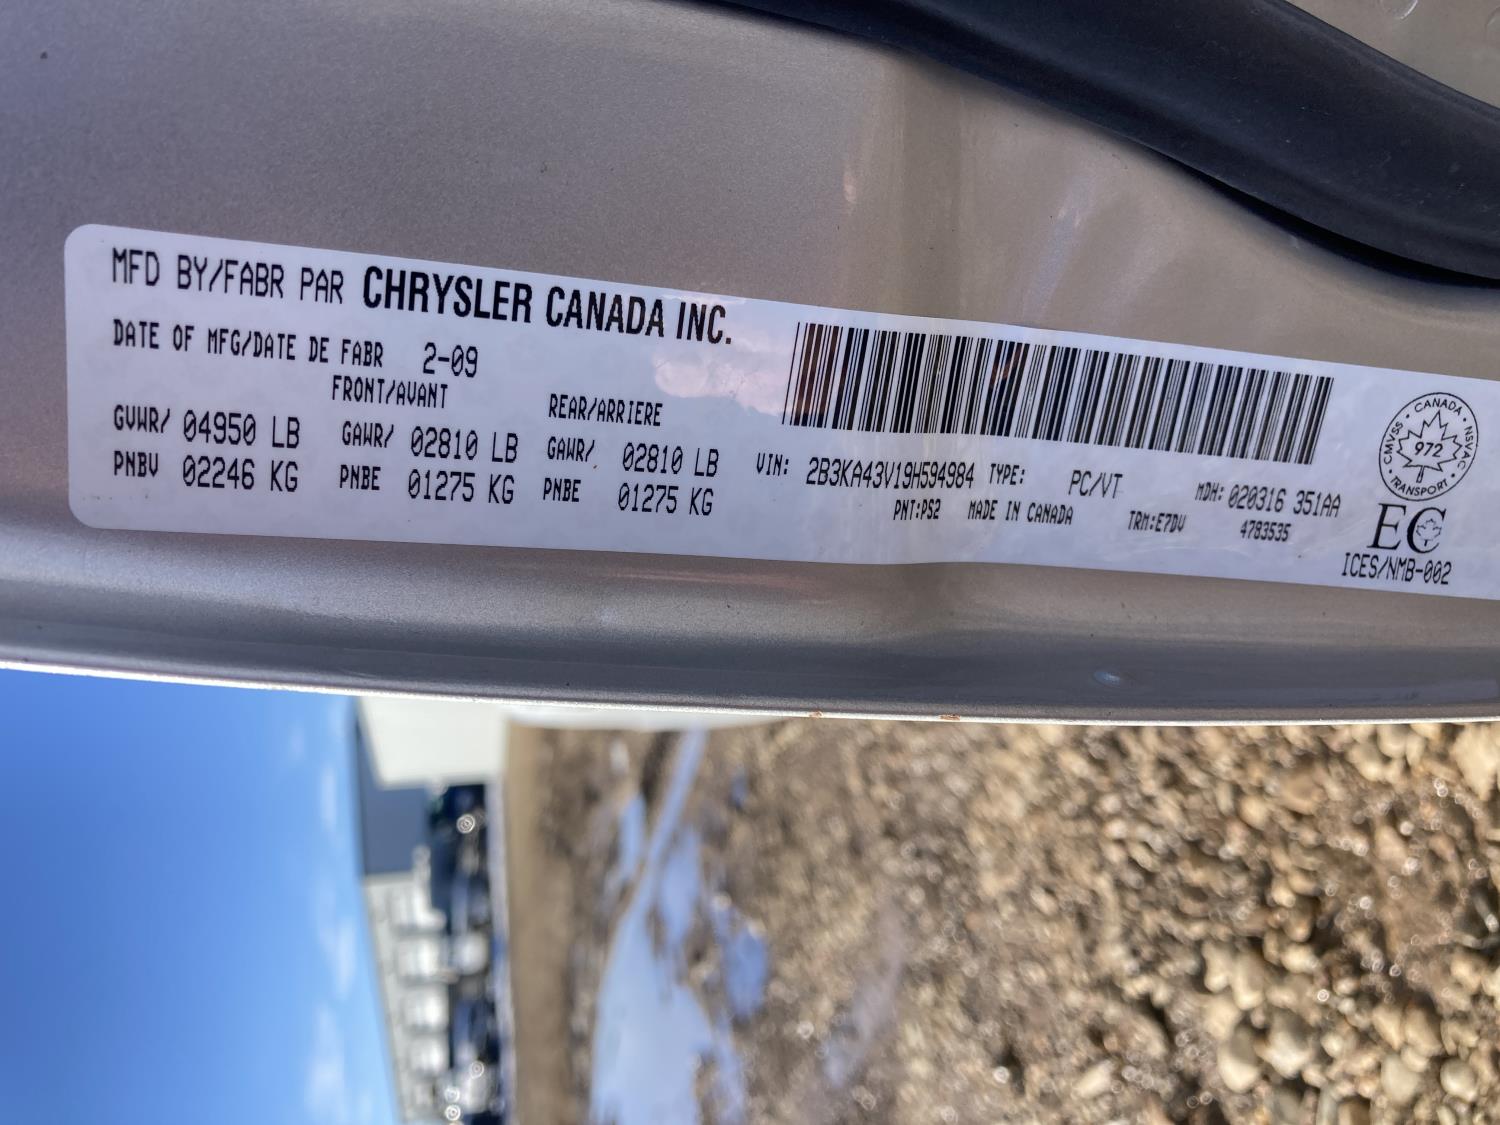 MFD BY/FABR PAR CHRYSLER CANADA INC.
DATE OF MFG/DATE DE FABR 2-09
FRONT/AVANT REAR/ARRIERE
GVWR/ 04950 LB GAWR/ 02810 LB GAWR/ 02810 LB
PNBV 02246 KG PNBE 01275 KG PNBE 01275 KG
VIN: 2B3KA43V19H594984 TYPE: PC/VT MDH: 020316 351AA
PNT:PS2 MADE IN CANADA TRM:E7DV 4783535
CANADA
CMVSS 972 NSVAC
TRANSPORT
EC
ICES/NMB-002